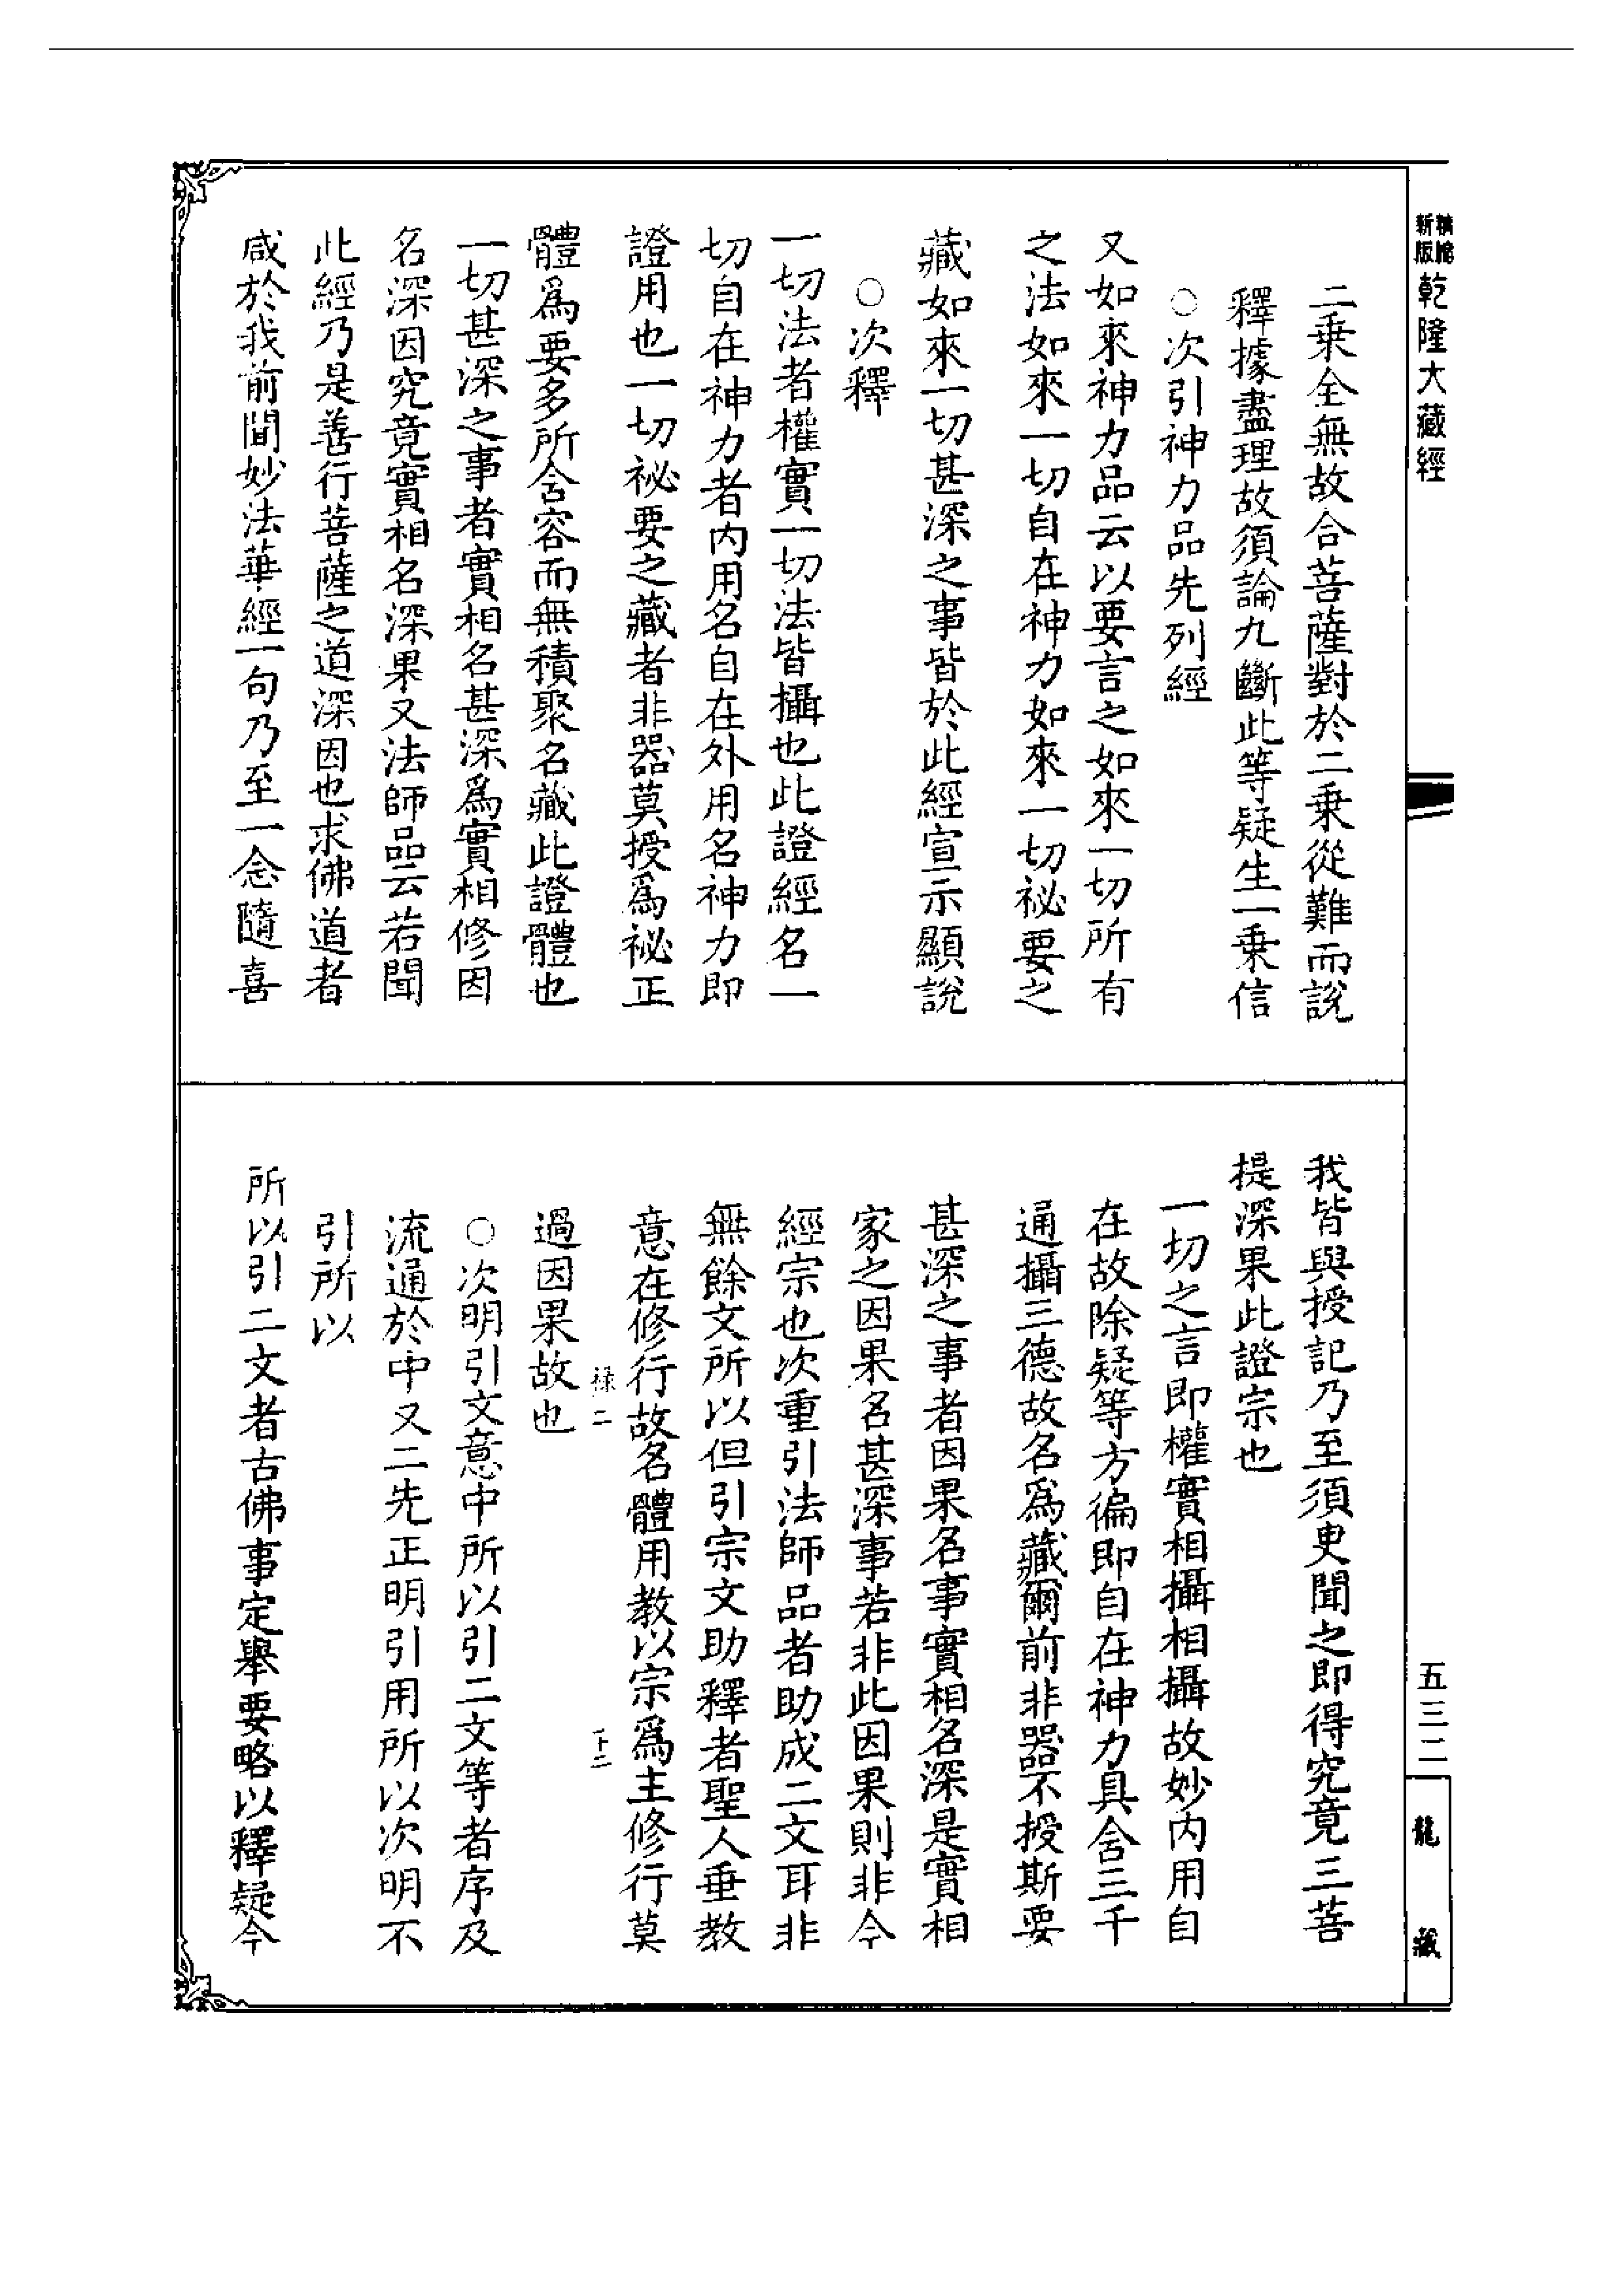 乾隆大藏經
二乘全無故合菩薩對於二乘從難而說
釋據盡理故須論九斷此等疑生一乘信
○次引神力品先列經
又如來神力品云以要言之如來一切所有
之法如來一切自在神力如來一切祕要之
藏如來一切甚深之事皆於此經宣示顯說
○次釋
一切法者權實一切法皆攝也此證經名一
切自在神力者內用名自在外用名神力即
證用也一切祕要之藏者非器莫授爲祕正
體爲要多所含容而無積聚名藏此證體也
一切甚深之事者實相名甚深爲實相修因
名深因究竟實相名深果又法師品云若聞
此經乃是善行菩薩之道深因也求佛道者
咸於我前聞妙法華經一句乃至一念隨喜
我皆與授記乃至須臾聞之即得究竟三菩
提深果此證宗也
一切之言即權實相攝相攝故妙內用自
在故除疑等方徧即自在神力具含三千
通攝三德故名爲藏爾前非器不授斯要
甚深之事者因果名事實相名深是實相
家之因果名甚深事若非此因果則非今
經宗也次重引法師品者助成二文耳非
無餘文所以但引宗文助釋者聖人垂教
意在修行故名體用教以宗爲主修行莫
過因果故也
○次明引文意中所以引二文等者序及
流通於中又二先正明引用所以次明不
引所以
所以引二文者古佛事定舉要略以釋疑今
五三二
龍藏